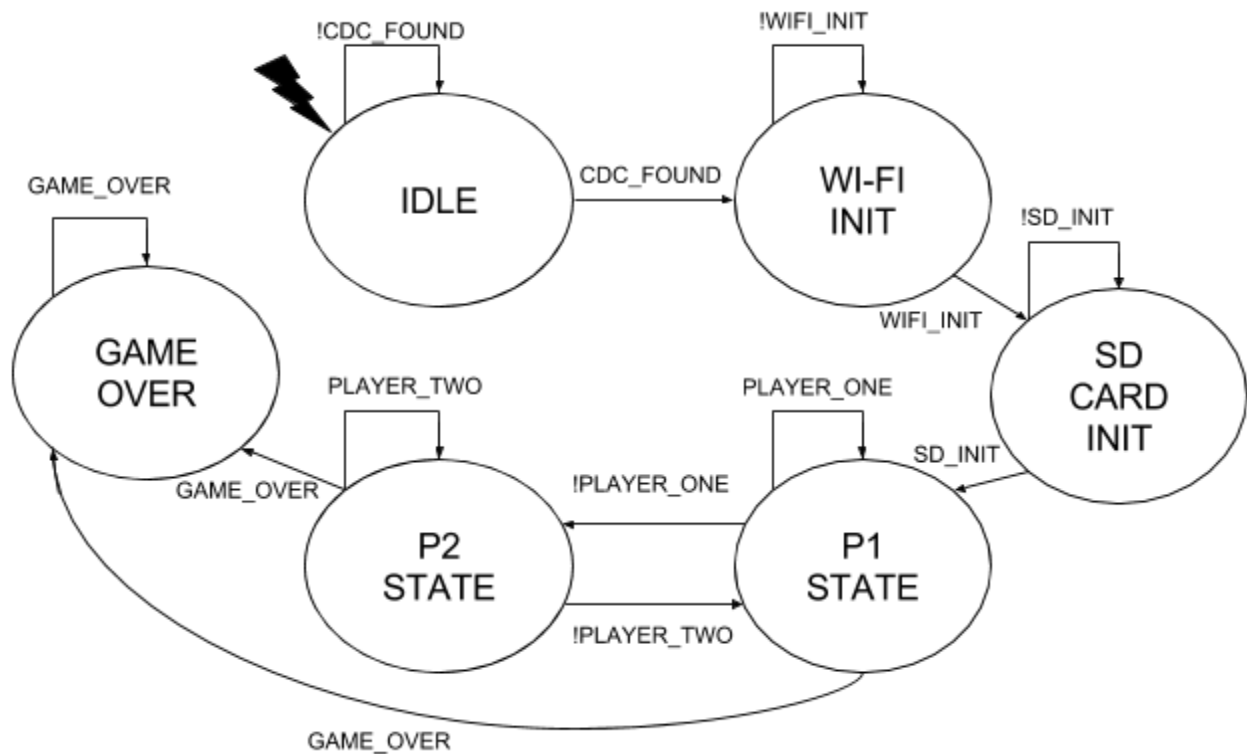 !CDC_FOUND
!WIFI_INIT
IDLE
CDC_FOUND
WI-FI
INIT
GAME_OVER
!SD_INIT
WIFI_INIT
GAME
OVER
SD
CARD
INIT
PLAYER_TWO
PLAYER_ONE
SD_INIT
GAME_OVER
!PLAYER_ONE
P2
STATE
P1
STATE
!PLAYER_TWO
GAME_OVER